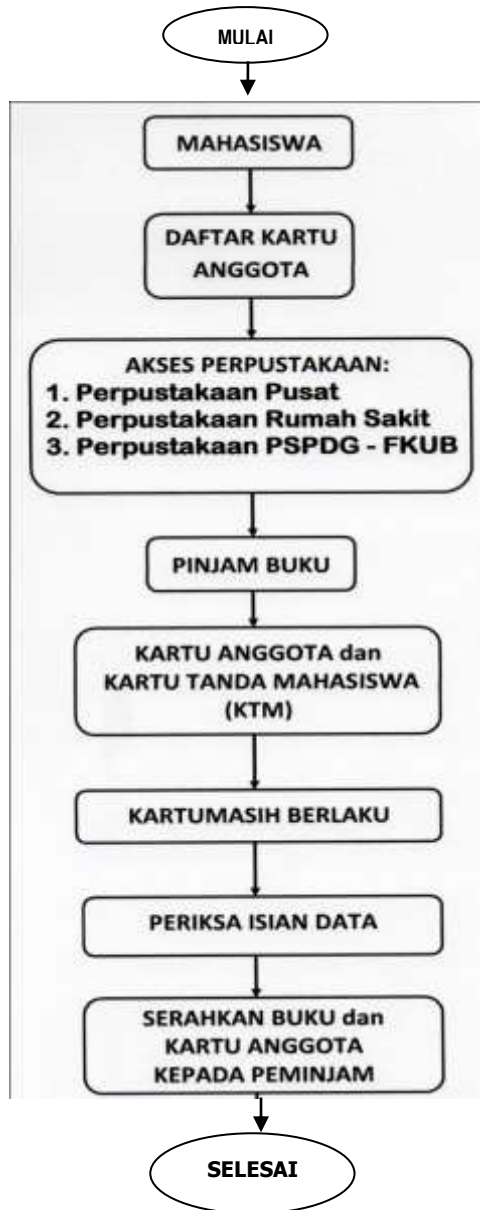 MULAI
MAHASISWA
DAFTAR KARTU
ANGGOTA
AKSES PERPUSTAKAAN:
1. Perpustakaan Pusat
2. Perpustakaan Rumah Sakit
3. Perpustakaan PSPDG - FKUB
PINJAM BUKU
KARTU ANGGOTA dan
KARTU TANDA MAHASISWA
(KTM)
KARTUMASIH BERLAKU
PERIKSA ISIAN DATA
SERAHKAN BUKU dan
KARTU ANGGOTA
KEPADA PEMINJAM
SELESAI